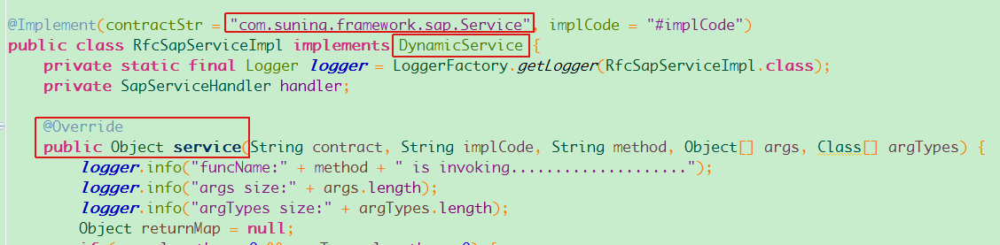 @Implement(contractStr = "com.suning.framework.sap.Service", implCode = "#implCode")
public class RfcSapServiceImpl implements DynamicService {
private static final Logger logger = LoggerFactory.getLogger(RfcSapServiceImpl.class);
private SapServiceHandler handler;
@Override
public Object service(String contract, String implCode, String method, Object[] args, Class[] argTypes) {
logger.info("funcName:" + method + " is invoking....................");
logger.info("args size:" + args.length);
logger.info("argTypes size:" + argTypes.length);
Object returnMap = null;